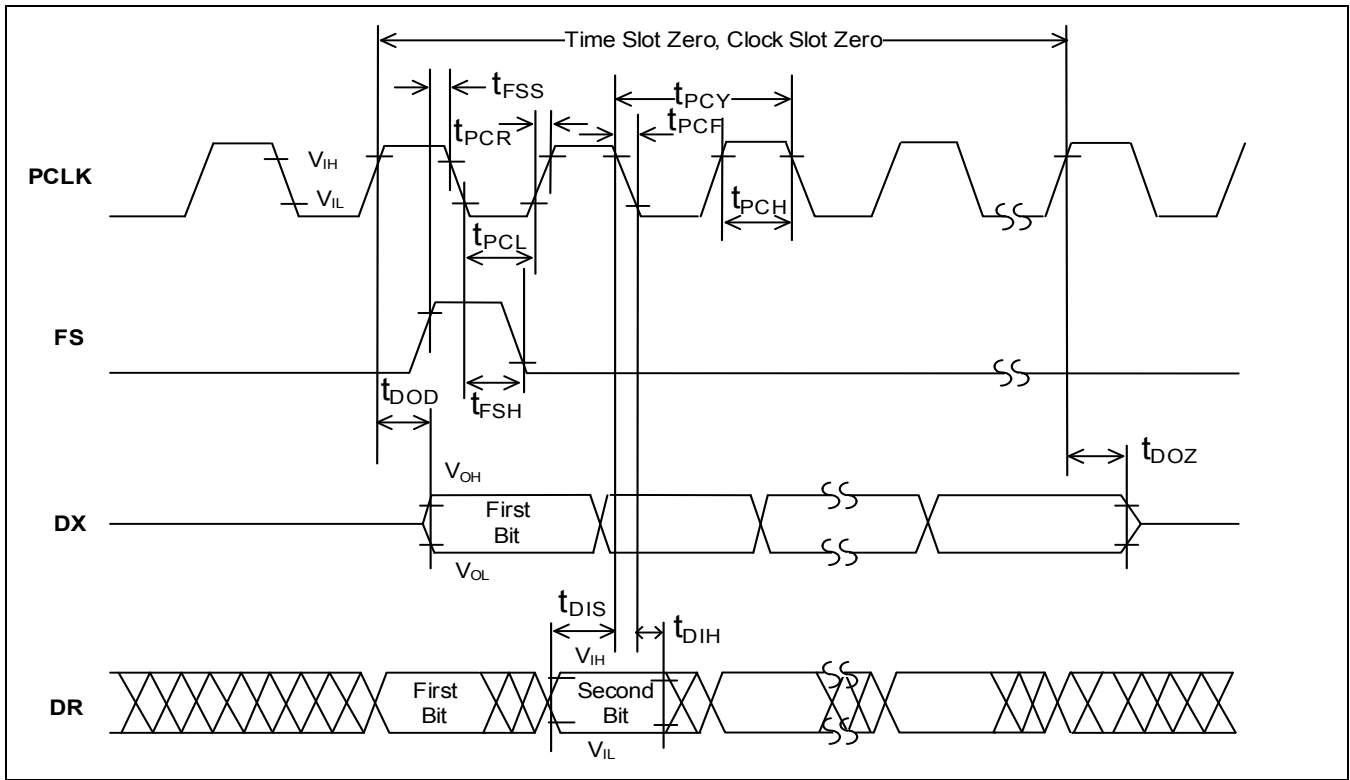 Time Slot Zero, Clock Slot Zero
tFSS
tPCY
tPCR
tPCF
PCLK
VIH
VIL
tPCH
tPCL
FS
tDOD
tFSH
tDOZ
VOH
DX
First
Bit
VOL
tDIS
tDIH
VIH
DR
First
Bit
Second
Bit
VIL